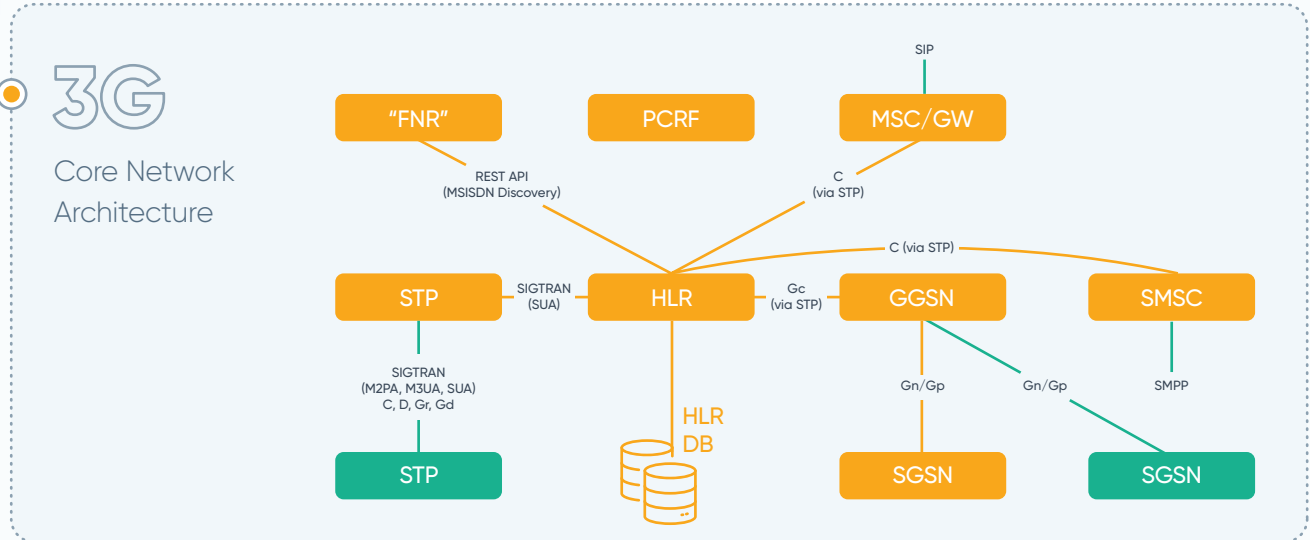 3G
Core Network
Architecture
SIP
“FNR”
PCRF
MSC/GW
REST API
(MSISDN Discovery)
C
(via STP)
C (via STP)
STP
SIGTRAN
(SUA)
HLR
Gc
(via STP)
GGSN
SMSC
SIGTRAN
(M2PA, M3UA, SUA)
C, D, Gr, Gd
Gn/Gp
Gn/Gp
SMPP
HLR
DB
STP
SGSN
SGSN